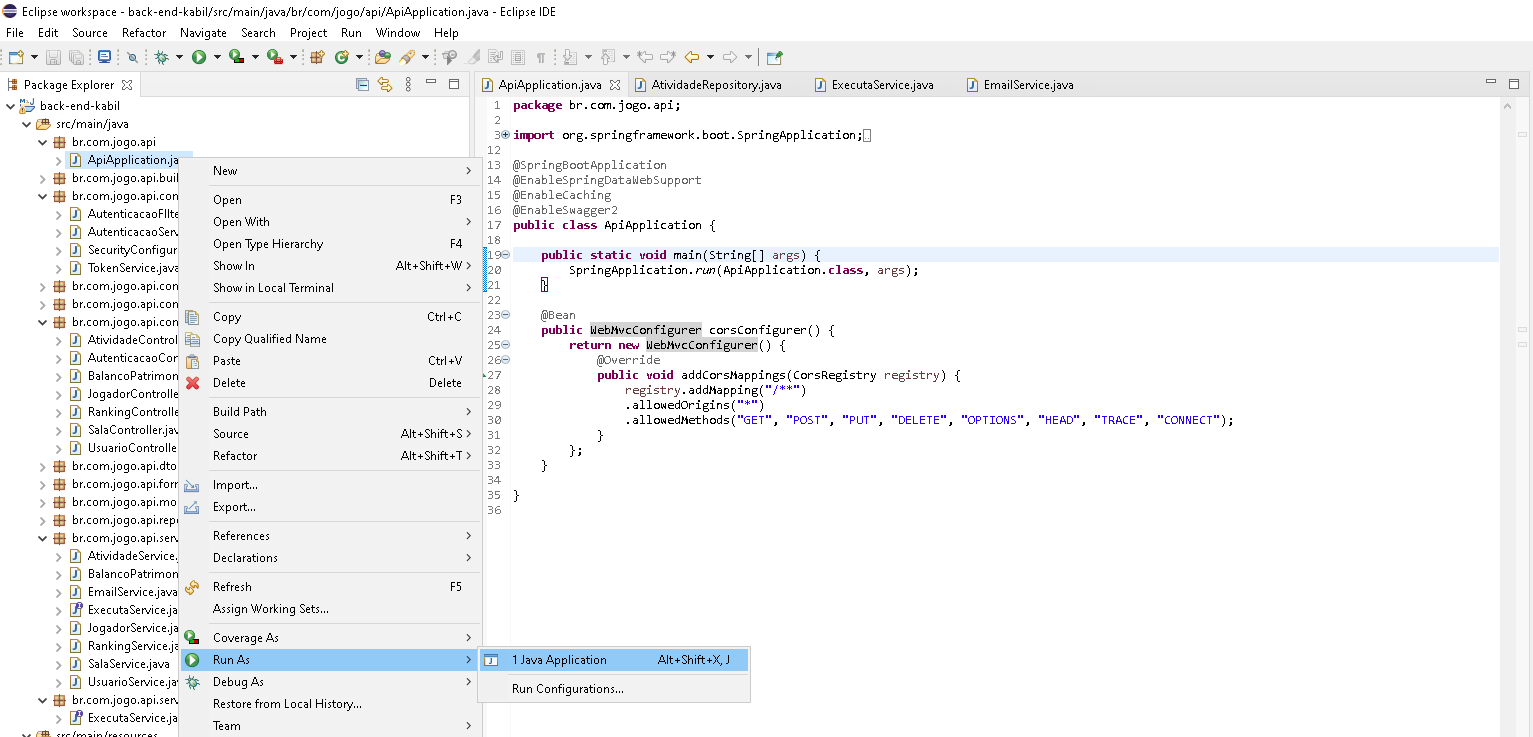 Eclipse workspace - back-end-kabil/src/main/java/br/com/jogo/api/ApiApplication.java - Eclipse IDE
File Edit Source Refactor Navigate Search Project Run Window Help
Package Explorer
back-end-kabil
src/main/java
br.com.jogo.api
ApiApplication.ja
br.com.jogo.api.buil
br.com.jogo.api.con
AutenticacaoFIlte
AutenticacaoServ
SecurityConfigur
TokenService.java
br.com.jogo.api.con
br.com.jogo.api.con
br.com.jogo.api.con
AtividadeControl
AutenticacaoCon
BalancoPatrimon
JogadorControlle
RankingControlle
SalaController.jav
UsuarioControlle
br.com.jogo.api.dto
br.com.jogo.api.forn
br.com.jogo.api.mo
br.com.jogo.api.repo
br.com.jogo.api.serv
AtividadeService.
BalancoPatrimon
EmailService.java
ExecutaService.ja
JogadorService.ja
RankingService.ja
SalaService.java
UsuarioService.jav
br.com.jogo.api.serv
ExecutaService.ja
src/main/resources
New
Open F3
Open With
Open Type Hierarchy F4
Show In Alt+Shift+W
Show in Local Terminal
Copy Ctrl+C
Copy Qualified Name
Paste Ctrl+V
Delete Delete
Build Path
Source Alt+Shift+S
Refactor Alt+Shift+T
Import...
Export...
References
Declarations
Refresh F5
Assign Working Sets...
Coverage As
Run As
Debug As
Restore from Local History...
Team
1 Java Application Alt+Shift+X, J
Run Configurations...
ApiApplication.java AtividadeRepository.java ExecutaService.java EmailService.java
1 package br.com.jogo.api;
2
3 import org.springframework.boot.SpringApplication;
12
13 @SpringBootApplication
14 @EnableSpringDataWebSupport
15 @EnableCaching
16 @EnableSwagger2
17 public class ApiApplication {
18
19 public static void main(String[] args) {
20 SpringApplication.run(ApiApplication.class, args);
21 }
22
23 @Bean
24 public WebMvcConfigurer corsConfigurer() {
25 return new WebMvcConfigurer() {
26 @Override
27 public void addCorsMappings(CorsRegistry registry) {
28 registry.addMapping("/**")
29 .allowedOrigins("*")
30 .allowedMethods("GET", "POST", "PUT", "DELETE", "OPTIONS", "HEAD", "TRACE", "CONNECT");
31 }
32 };
33 }
34
35 }
36